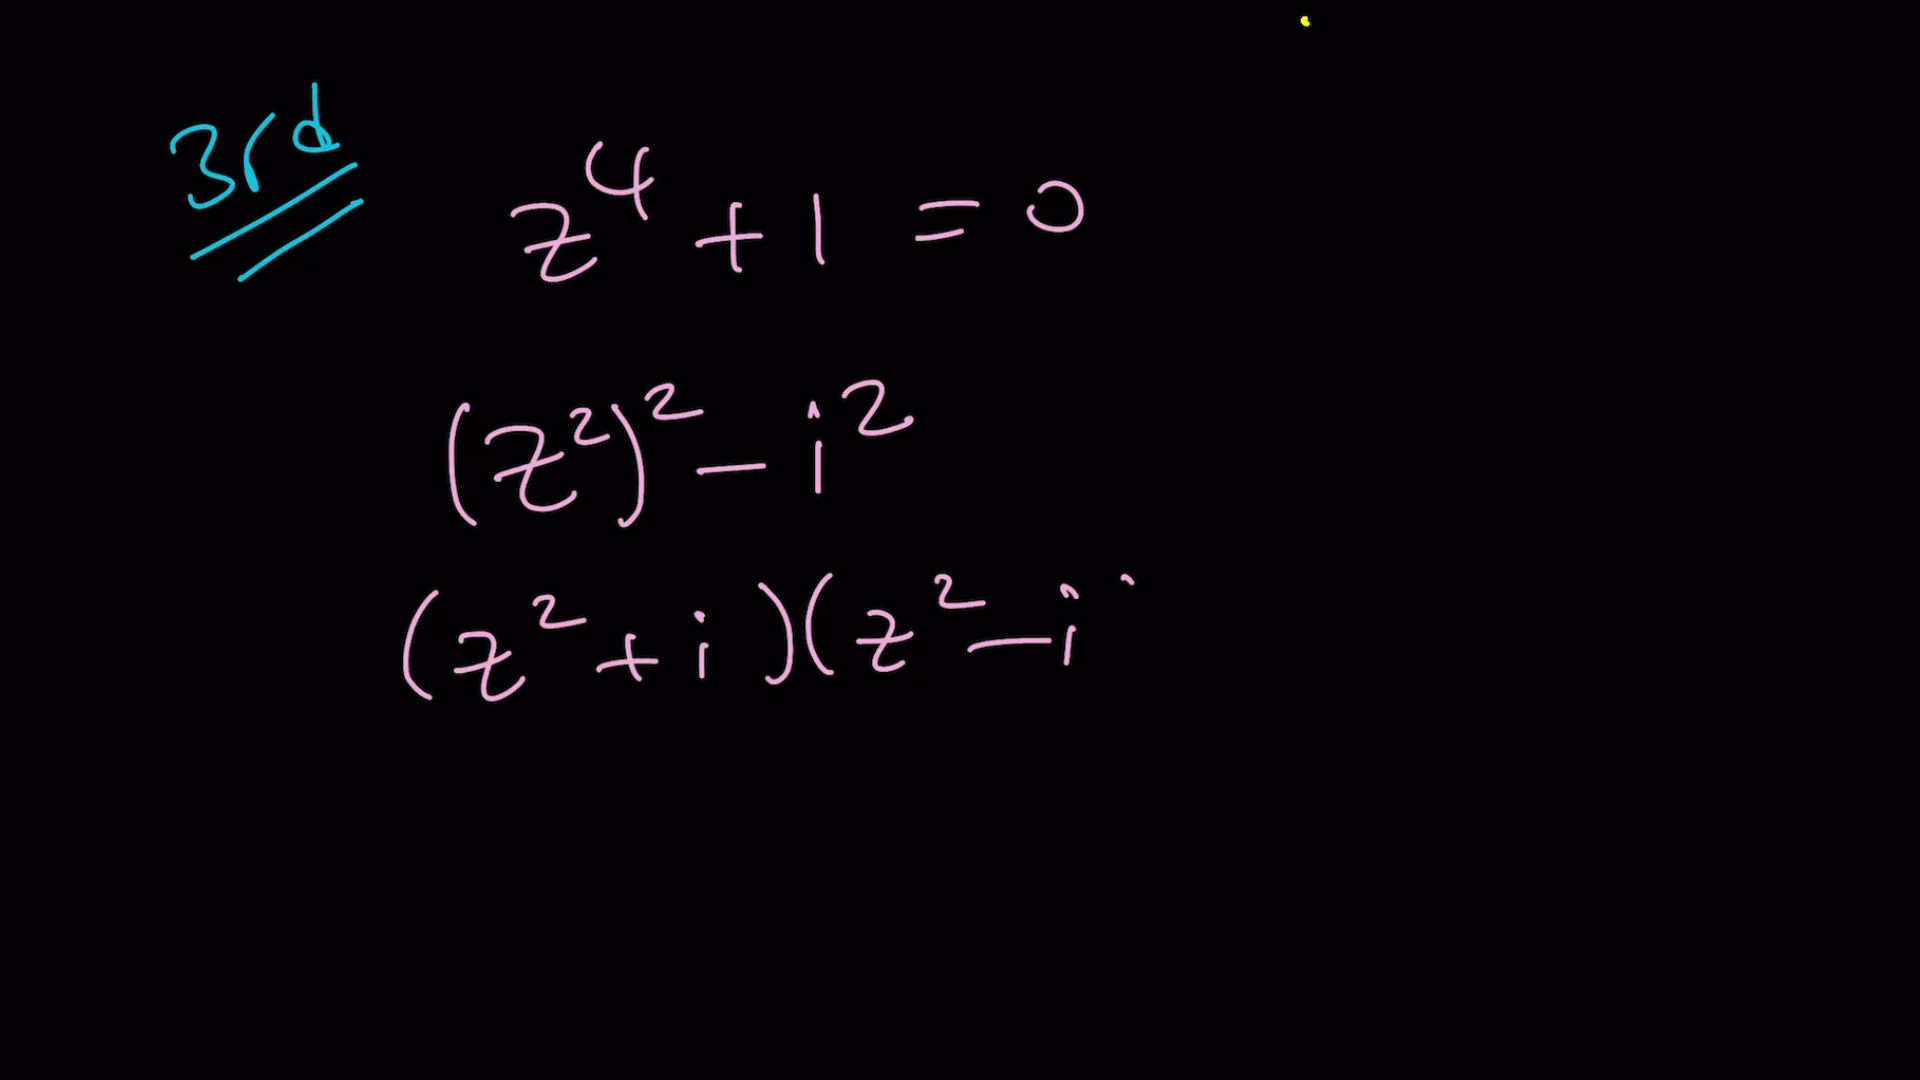 3rd
z⁴ + 1 = 0
(z²)² − i²
(z² + i)(z² − i